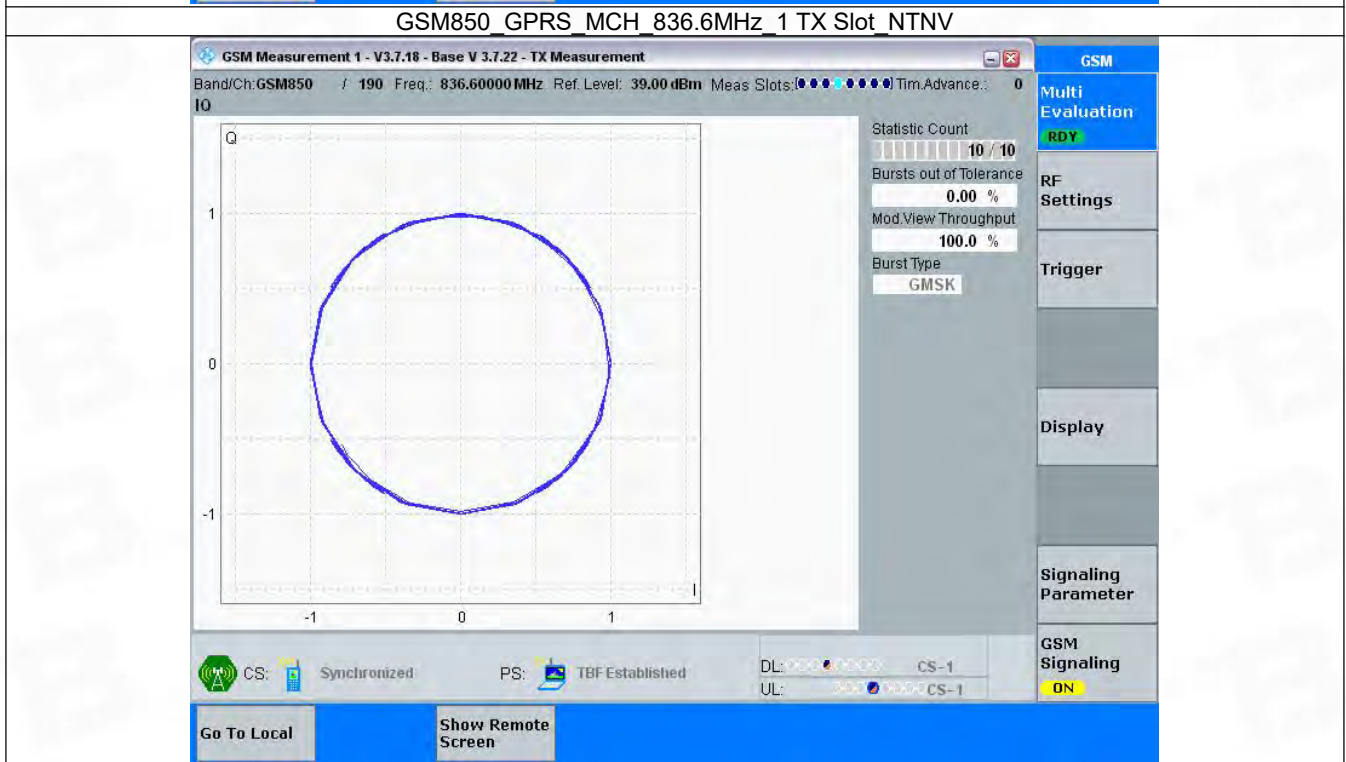 GSM850_GPRS_MCH_836.6MHz_1 TX Slot_NTNV
GSM Measurement 1 - V3.7.18 - Base V 3.7.22 - TX Measurement
GSM
Band/Ch:GSM850 / 190 Freq.: 836.60000 MHz Ref. Level: 39.00 dBm Meas Slots: Tim.Advance.: 0
IQ
Multi
Evaluation
RDY
Q
Statistic Count
10 / 10
Bursts out of Tolerance
0.00 %
Mod.View Throughput
100.0 %
Burst Type
GMSK
RF
Settings
Trigger
1
0
-1
I
-1 0 1
Display
Signaling
Parameter
GSM
Signaling
ON
CS: Synchronized PS: TBF Established
DL: CS-1
UL: CS-1
Go To Local
Show Remote
Screen